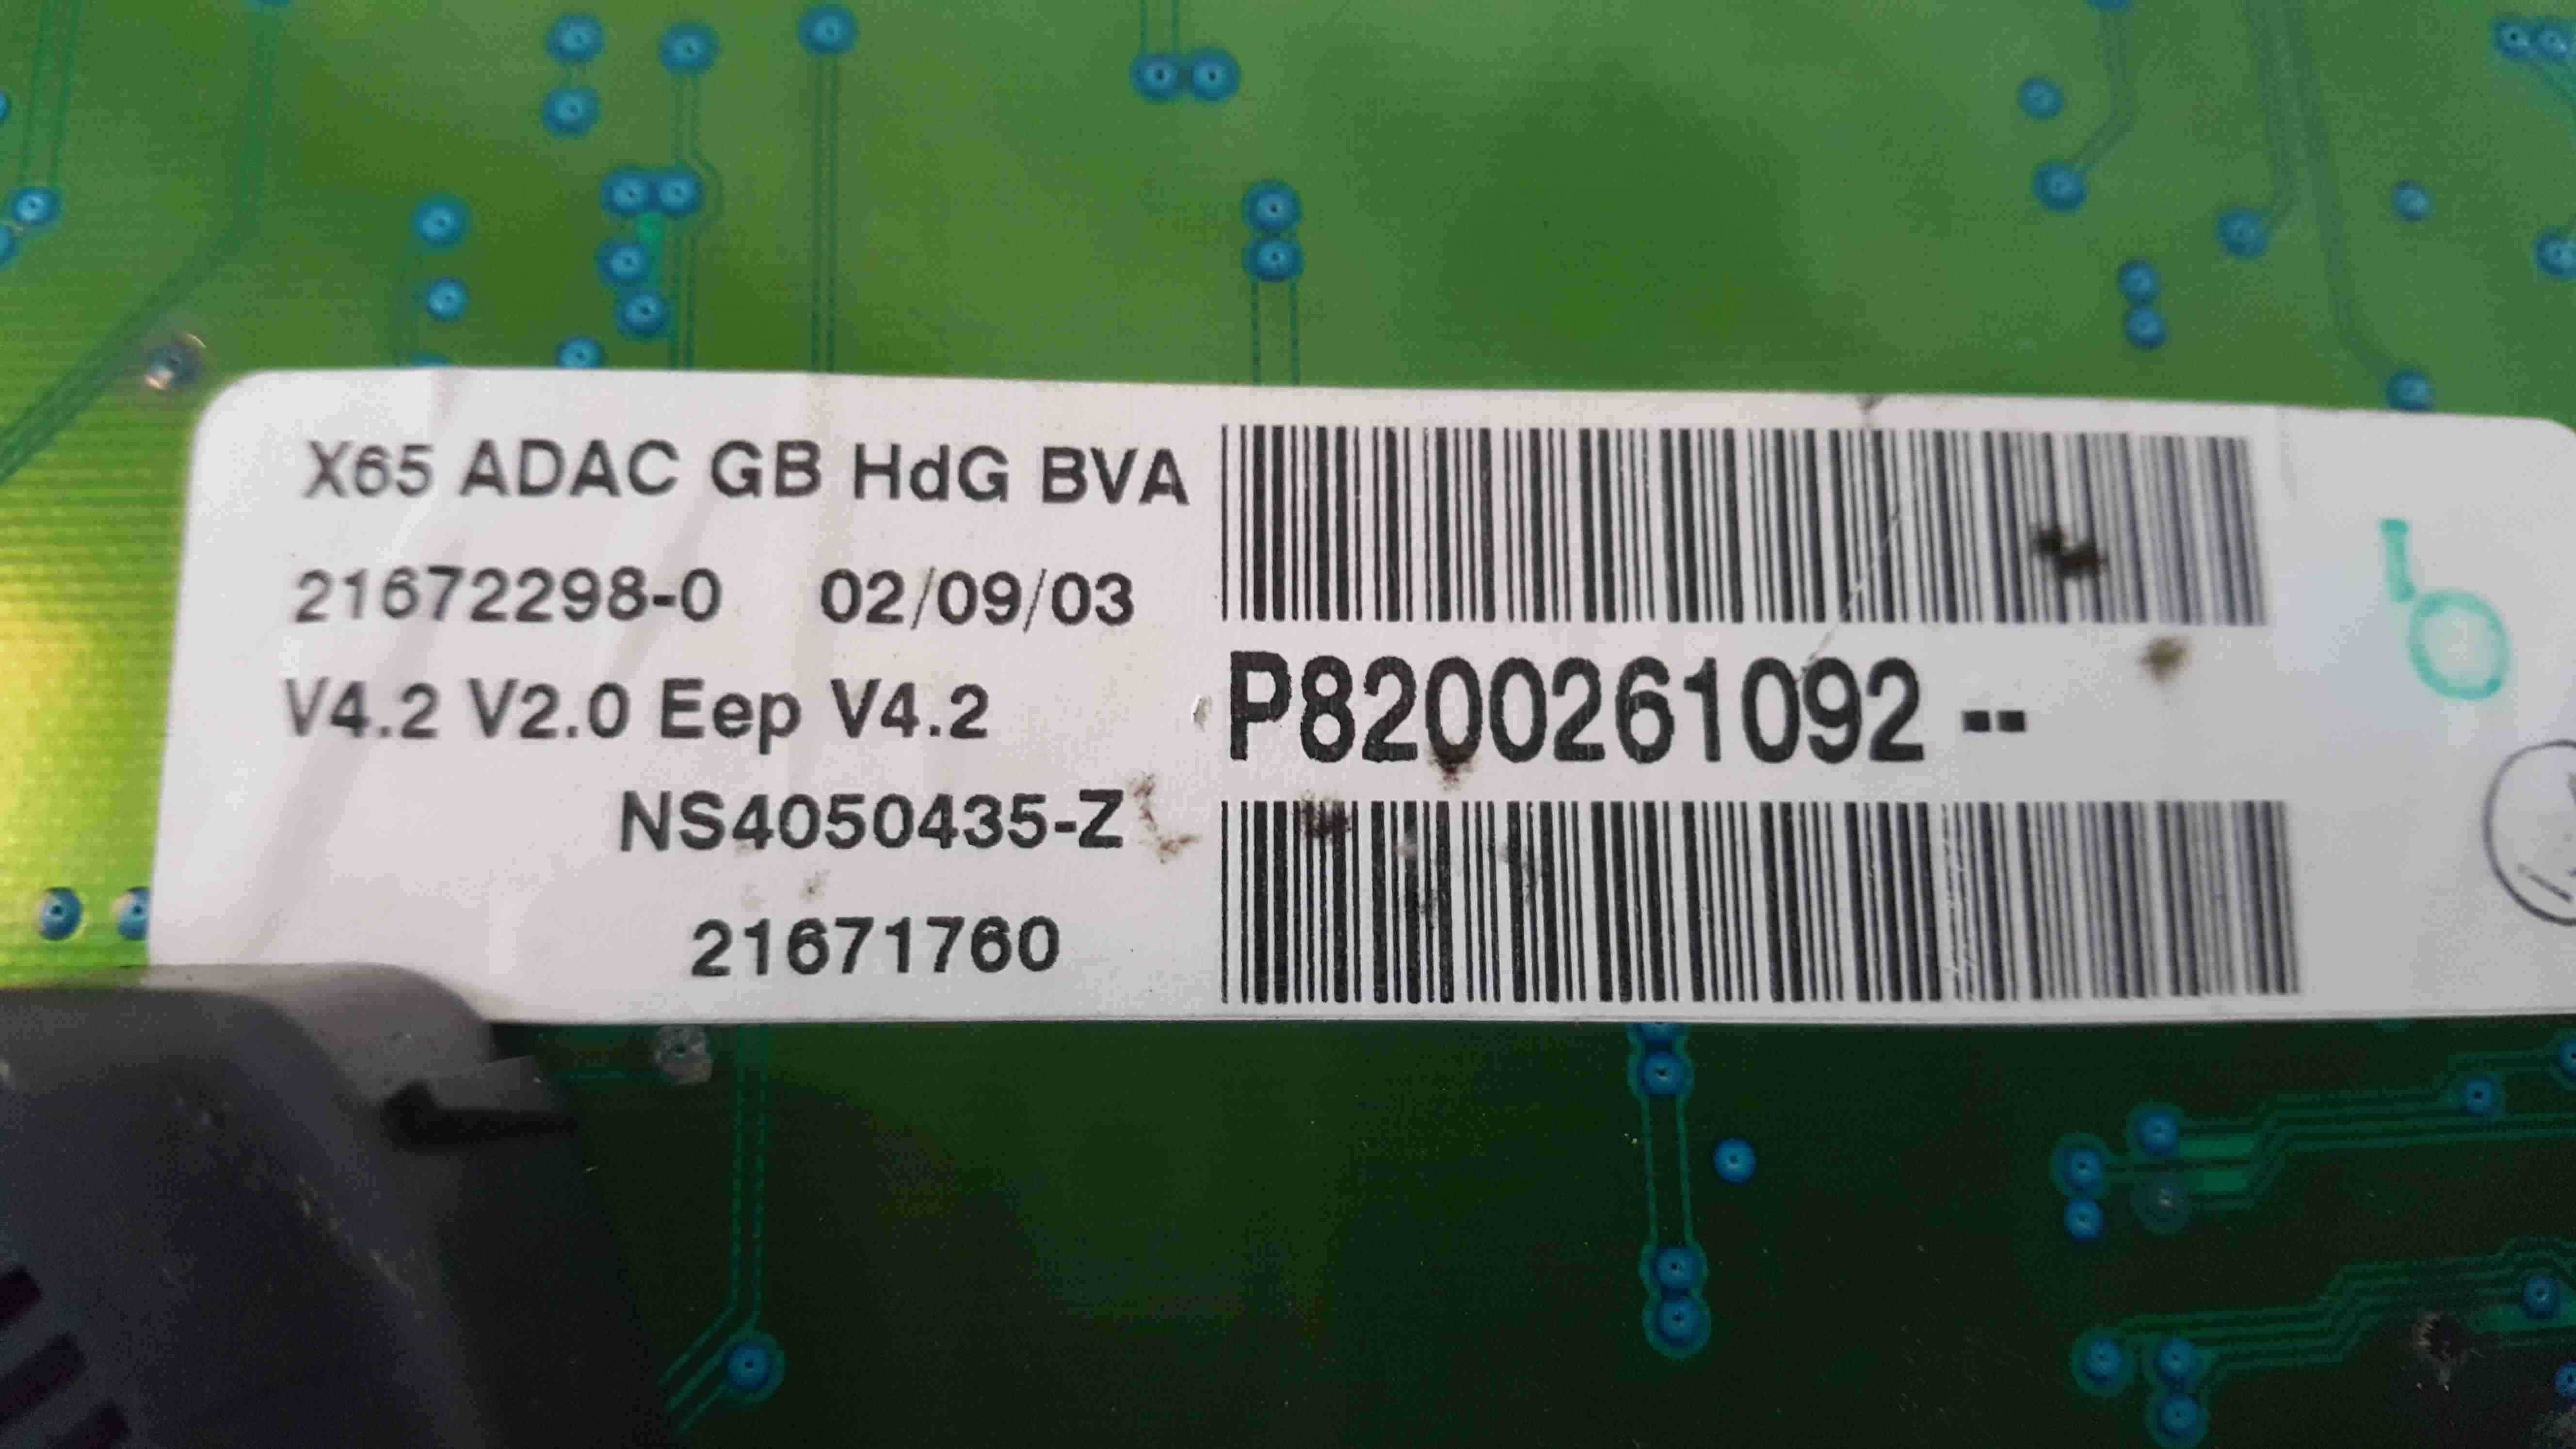 X65 ADAC GB HdG BVA
21672298-0 02/09/03
V4.2 V2.0 Eep V4.2
NS4050435-Z
21671760
P8200261092 --